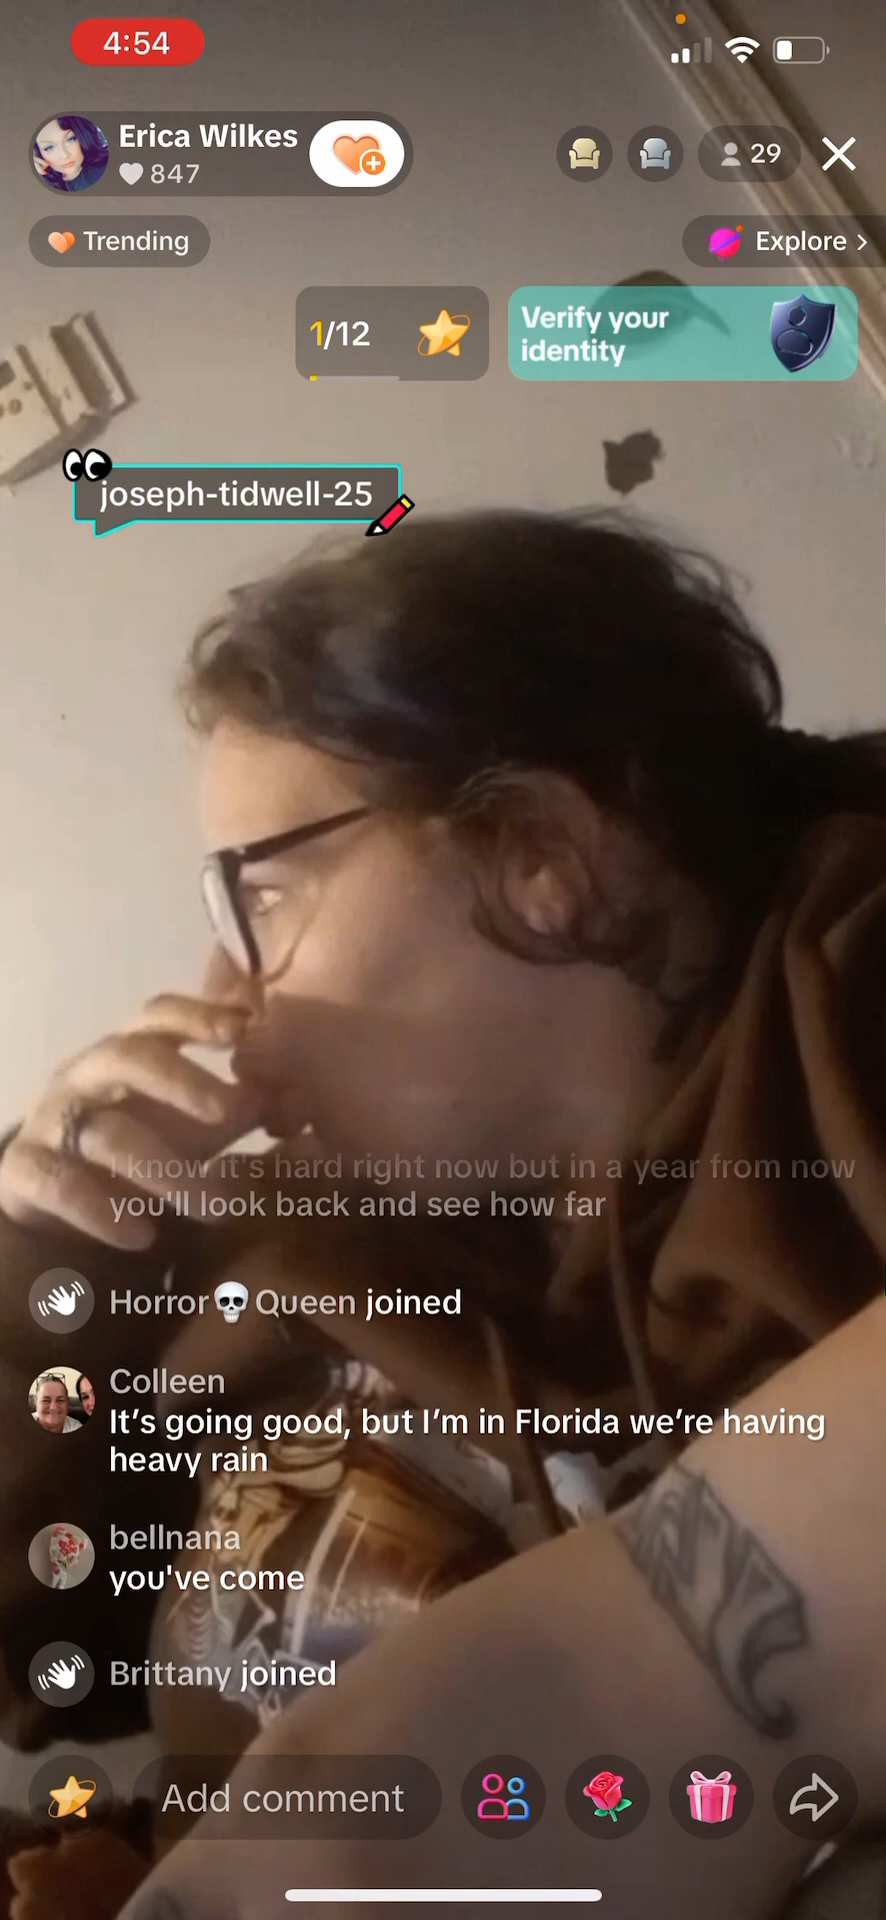 4:54
Erica Wilkes
847
29
Trending
Explore >
1/12
Verify your
identity
joseph-tidwell-25
I know it's hard right now but in a year from now
you'll look back and see how far
Horror💀Queen joined
Colleen
It’s going good, but I’m in Florida we’re having
heavy rain
bellnana
you've come
Brittany joined
Add comment